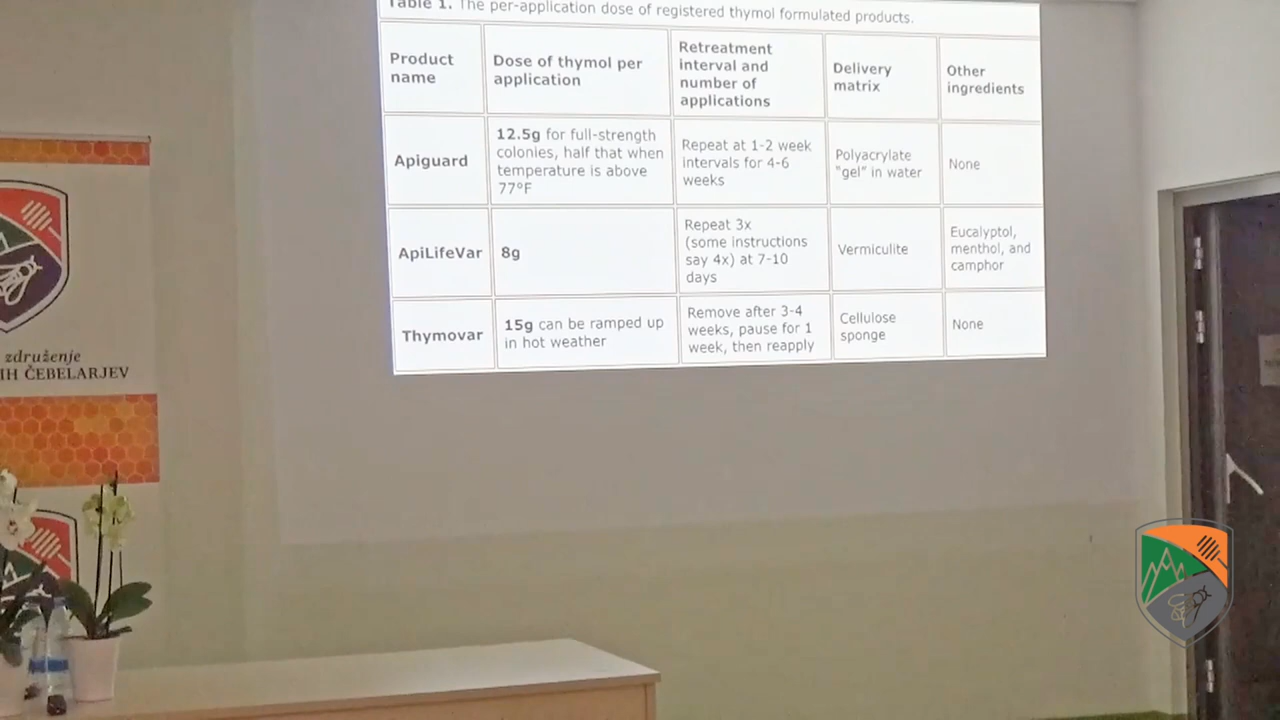 Table 1. The per-application dose of registered thymol formulated products.
Product
name
Dose of thymol per
application
Retreatment
interval and
number of
applications
Delivery
matrix
Other
ingredients
Apiguard
12.5g for full-strength
colonies, half that when
temperature is above
77°F
Repeat at 1-2 week
intervals for 4-6
weeks
Polyacrylate
"gel” in water
None
ApiLifeVar
8g
Repeat 3x
(some instructions
say 4x) at 7-10
days
Vermiculite
Eucalyptol,
menthol, and
camphor
Thymovar
15g can be ramped up
in hot weather
Remove after 3-4
weeks, pause for 1
week, then reapply
Cellulose
sponge
None
združenje
IH ČEBELARJEV